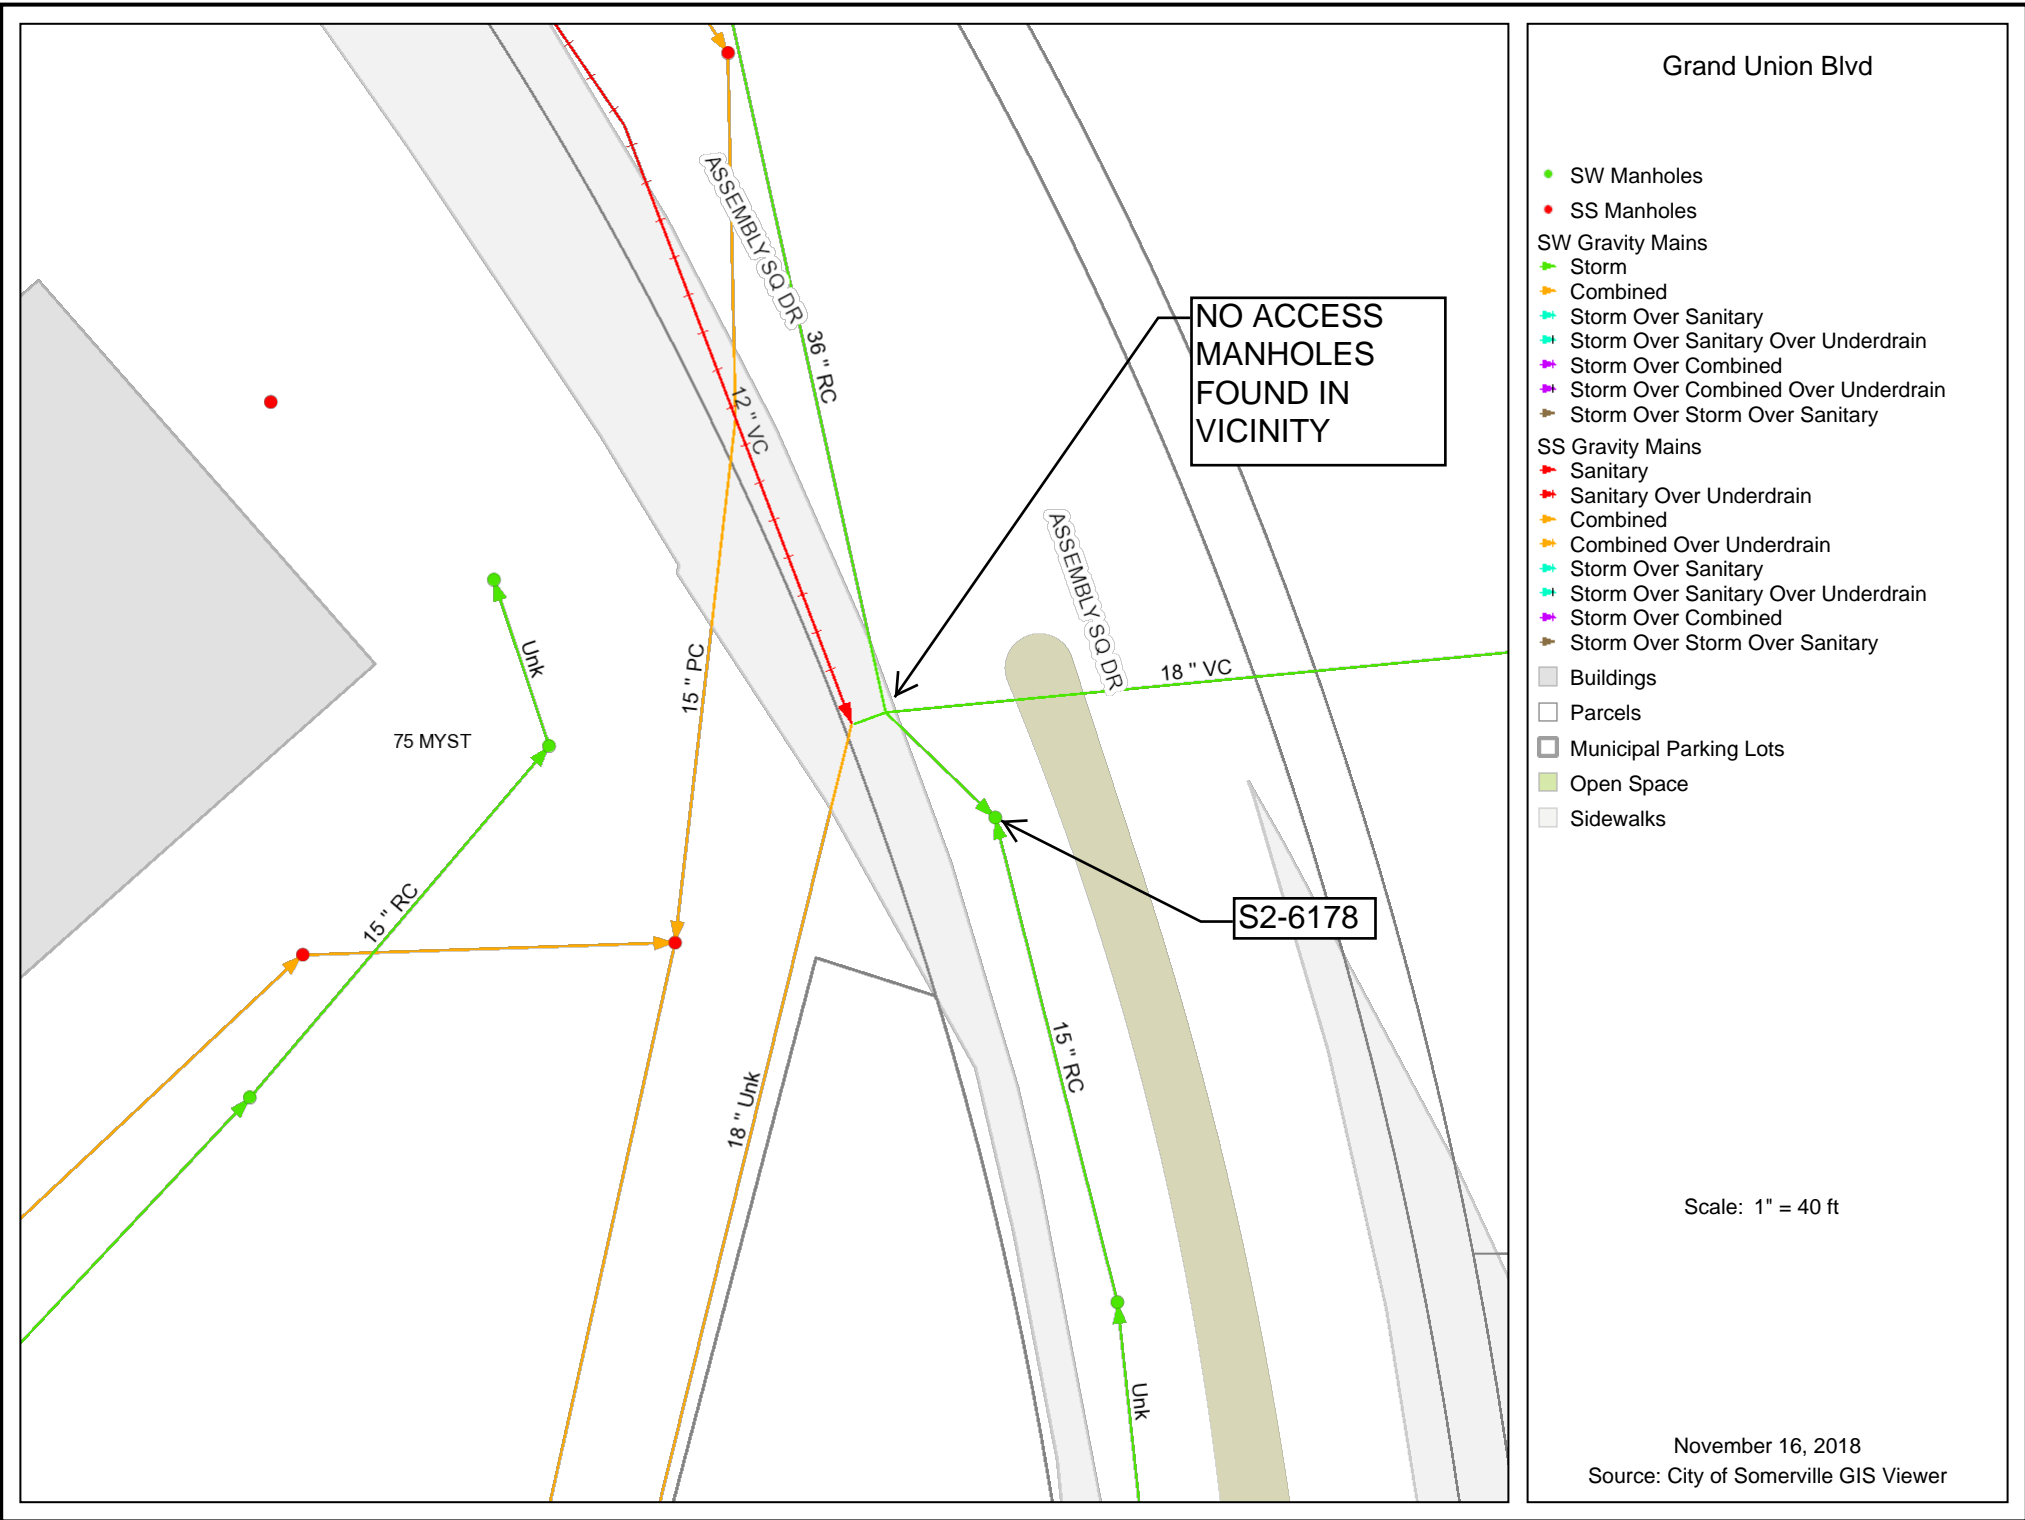 Grand Union Blvd
SW Manholes
SS Manholes
SW Gravity Mains
Storm
Combined
Storm Over Sanitary
Storm Over Sanitary Over Underdrain
Storm Over Combined
Storm Over Combined Over Underdrain
Storm Over Storm Over Sanitary
SS Gravity Mains
Sanitary
Sanitary Over Underdrain
Combined
Combined Over Underdrain
Storm Over Sanitary
Storm Over Sanitary Over Underdrain
Storm Over Combined
Storm Over Storm Over Sanitary
Buildings
Parcels
Municipal Parking Lots
Open Space
Sidewalks
Scale: 1" = 40 ft
November 16, 2018
Source: City of Somerville GIS Viewer
ASSEMBLY SQ DR
36 " RC
12 " VC
NO ACCESS
MANHOLES
FOUND IN
VICINITY
ASSEMBLY SQ DR
18 " VC
Unk
15 " PC
75 MYST
15 " RC
S2-6178
15 " RC
18 " Unk
Unk